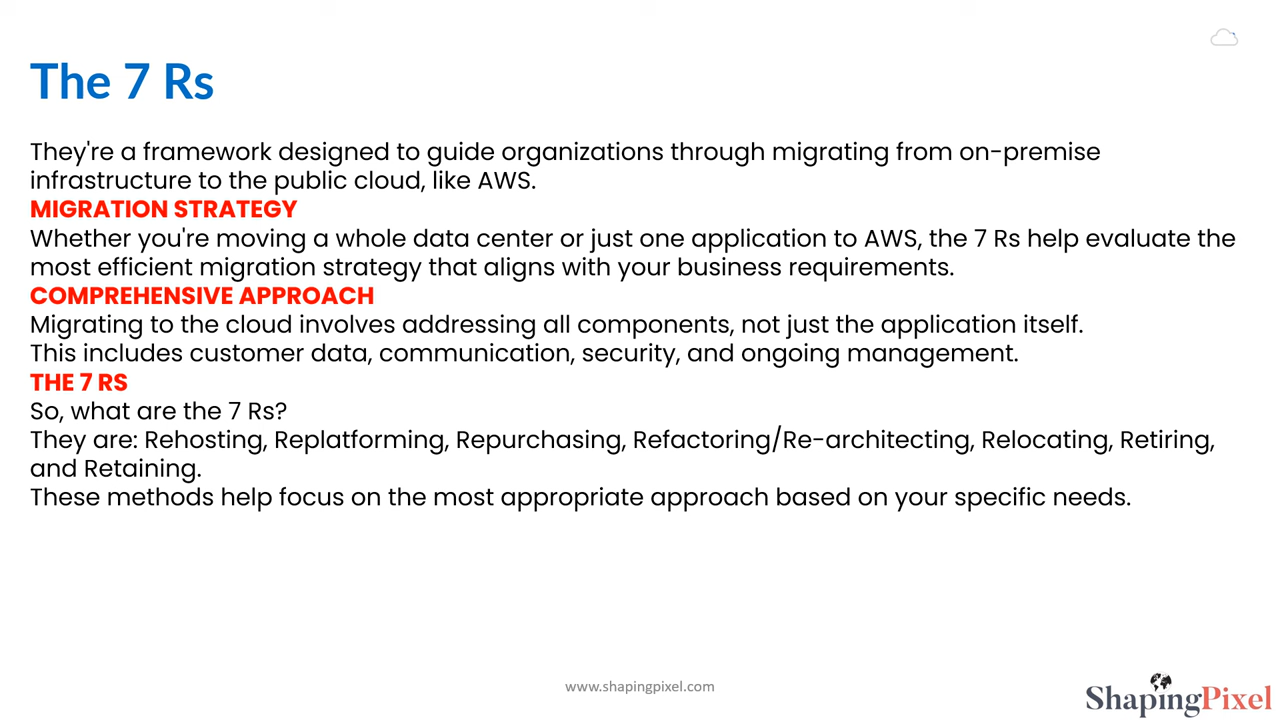 The 7 Rs
They're a framework designed to guide organizations through migrating from on-premise
infrastructure to the public cloud, like AWS.
MIGRATION STRATEGY
Whether you're moving a whole data center or just one application to AWS, the 7 Rs help evaluate the
most efficient migration strategy that aligns with your business requirements.
COMPREHENSIVE APPROACH
Migrating to the cloud involves addressing all components, not just the application itself.
This includes customer data, communication, security, and ongoing management.
THE 7 RS
So, what are the 7 Rs?
They are: Rehosting, Replatforming, Repurchasing, Refactoring/Re-architecting, Relocating, Retiring,
and Retaining.
These methods help focus on the most appropriate approach based on your specific needs.
www.shapingpixel.com
ShapingPixel